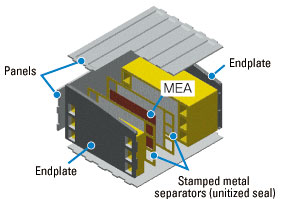 Panels
Endplate
MEA
Endplate
Stamped metal
separators (unitized seal)